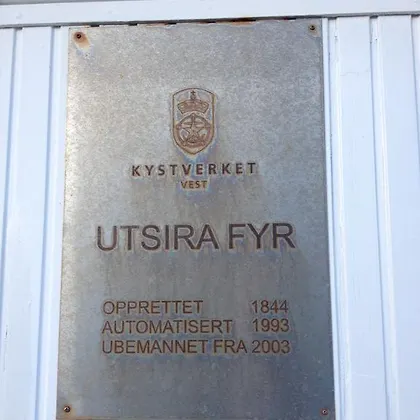 KYSTVERKET
VEST
UTSIRA FYR
OPPRETTET 1844
AUTOMATISERT 1993
UBEMANNET FRA 2003